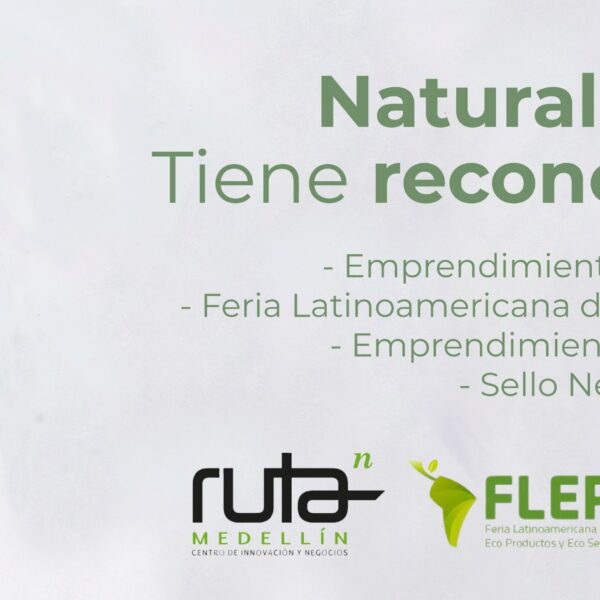 Natural
Tiene recono
- Emprendimient
- Feria Latinoamericana d
- Emprendimien
- Sello Ne
ruta n
MEDELLÍN
CENTRO DE INNOVACIÓN Y NEGOCIOS
FLER
Feria Latinoamericana
Eco Productos y Eco Se